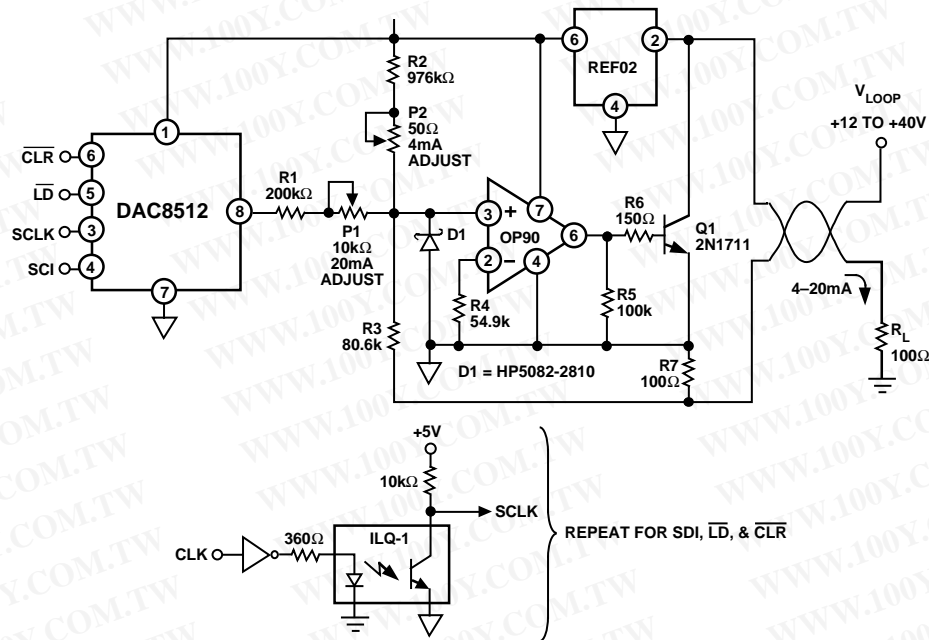 R2
976kΩ
P2
50Ω
4mA
ADJUST
6
2
REF02
4
V LOOP
+12 TO +40V
1
CLR
6
LD
5
SCLK
3
SCI
4
DAC8512
8
7
R1
200kΩ
P1
10kΩ
20mA
ADJUST
D1
3
+
7
OP90
6
2
–
4
R6
150Ω
Q1
2N1711
R4
54.9k
R5
100k
R3
80.6k
D1 = HP5082-2810
R7
100Ω
4–20mA
RL
100Ω
+5V
10kΩ
SCLK
ILQ-1
360Ω
CLK
REPEAT FOR SDI, LD, & CLR
WWW.100Y.COM.TW